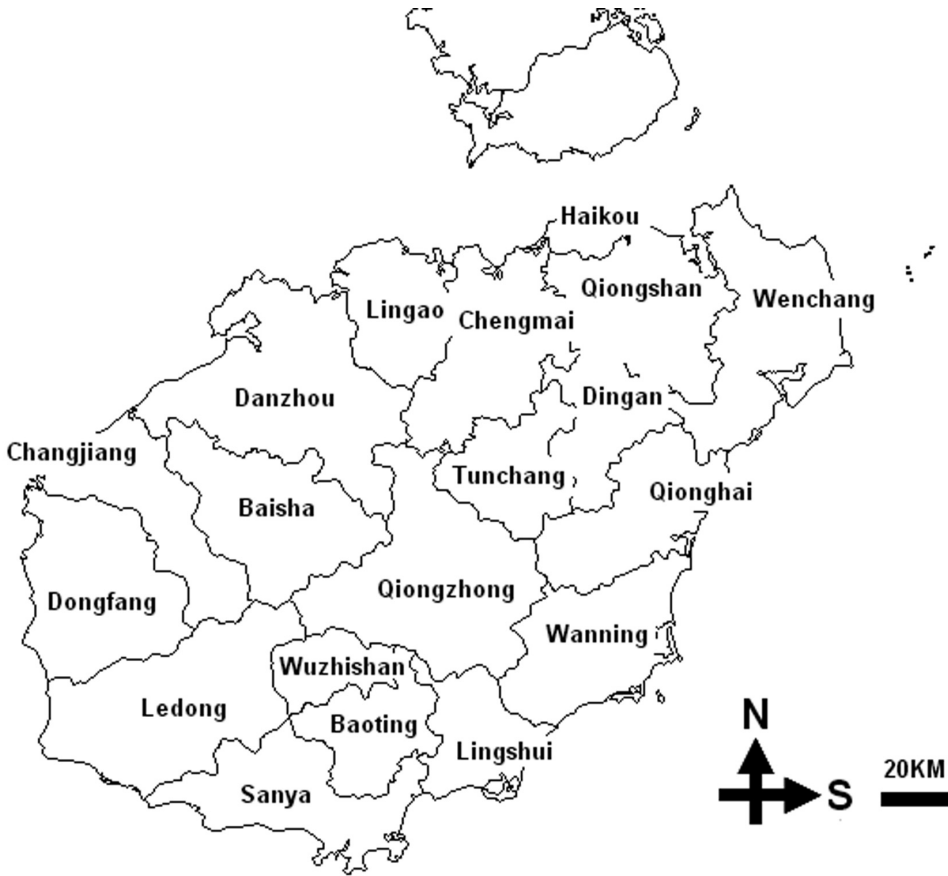 Haikou
Qiongshan
Wenchang
Lingao
Chengmai
Danzhou
Dingan
Changjiang
Tunchang
Qionghai
Baisha
Qiongzhong
Dongfang
Wanning
Wuzhishan
Ledong
Baoting
Lingshui
Sanya
N
S
20KM